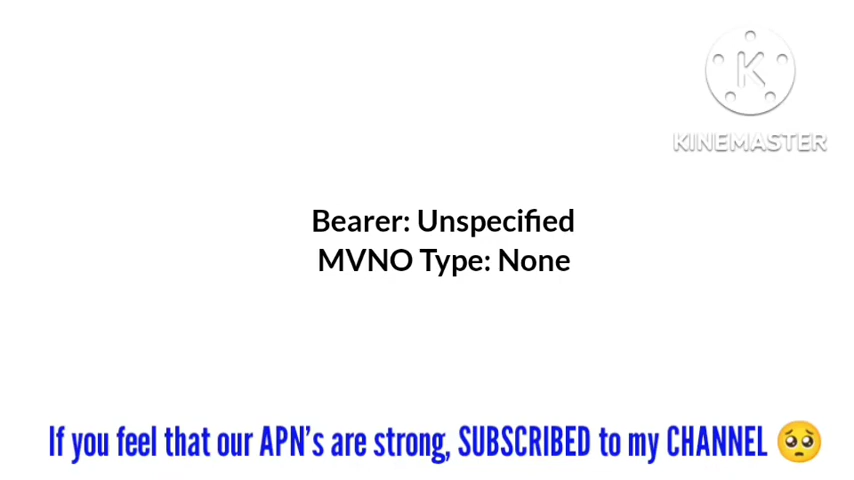 KINEMASTER
Bearer: Unspecified
MVNO Type: None
If you feel that our APN's are strong, SUBSCRIBED to my CHANNEL 🥺